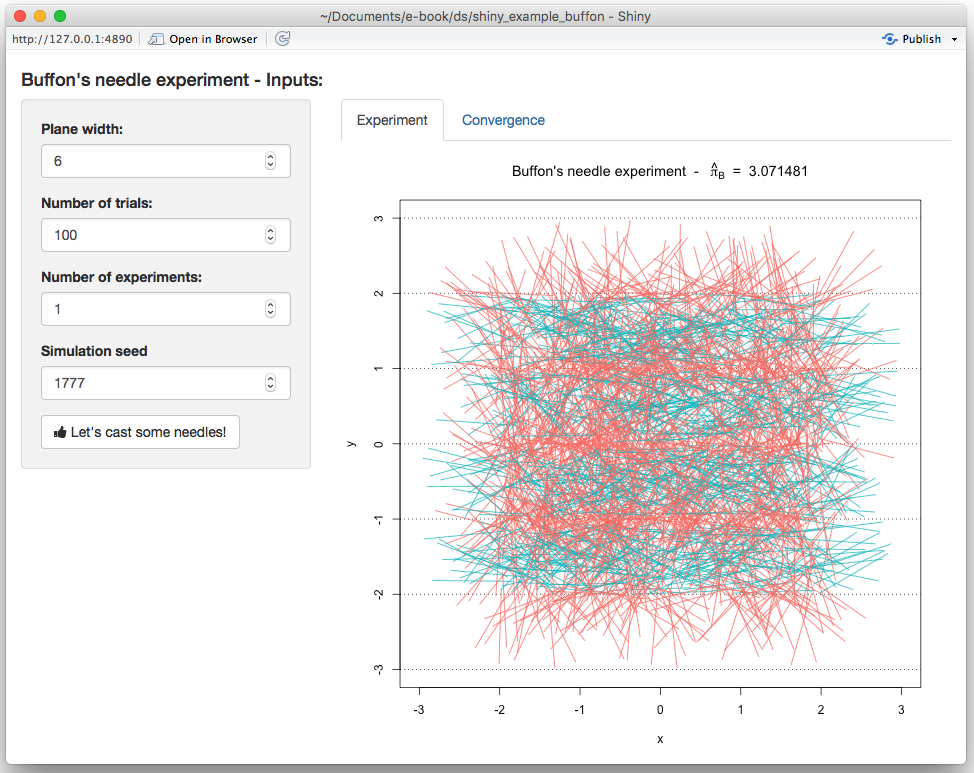 ~/Documents/e-book/ds/shiny_example_buffon - Shiny
http://127.0.0.1:4890 Open in Browser Publish
Buffon's needle experiment - Inputs:
Plane width:
6
Number of trials:
100
Number of experiments:
1
Simulation seed
1777
Let's cast some needles!
Experiment Convergence
Buffon's needle experiment - π̂B = 3.071481
3
2
1
0
-1
-2
-3
y
-3 -2 -1 0 1 2 3
x